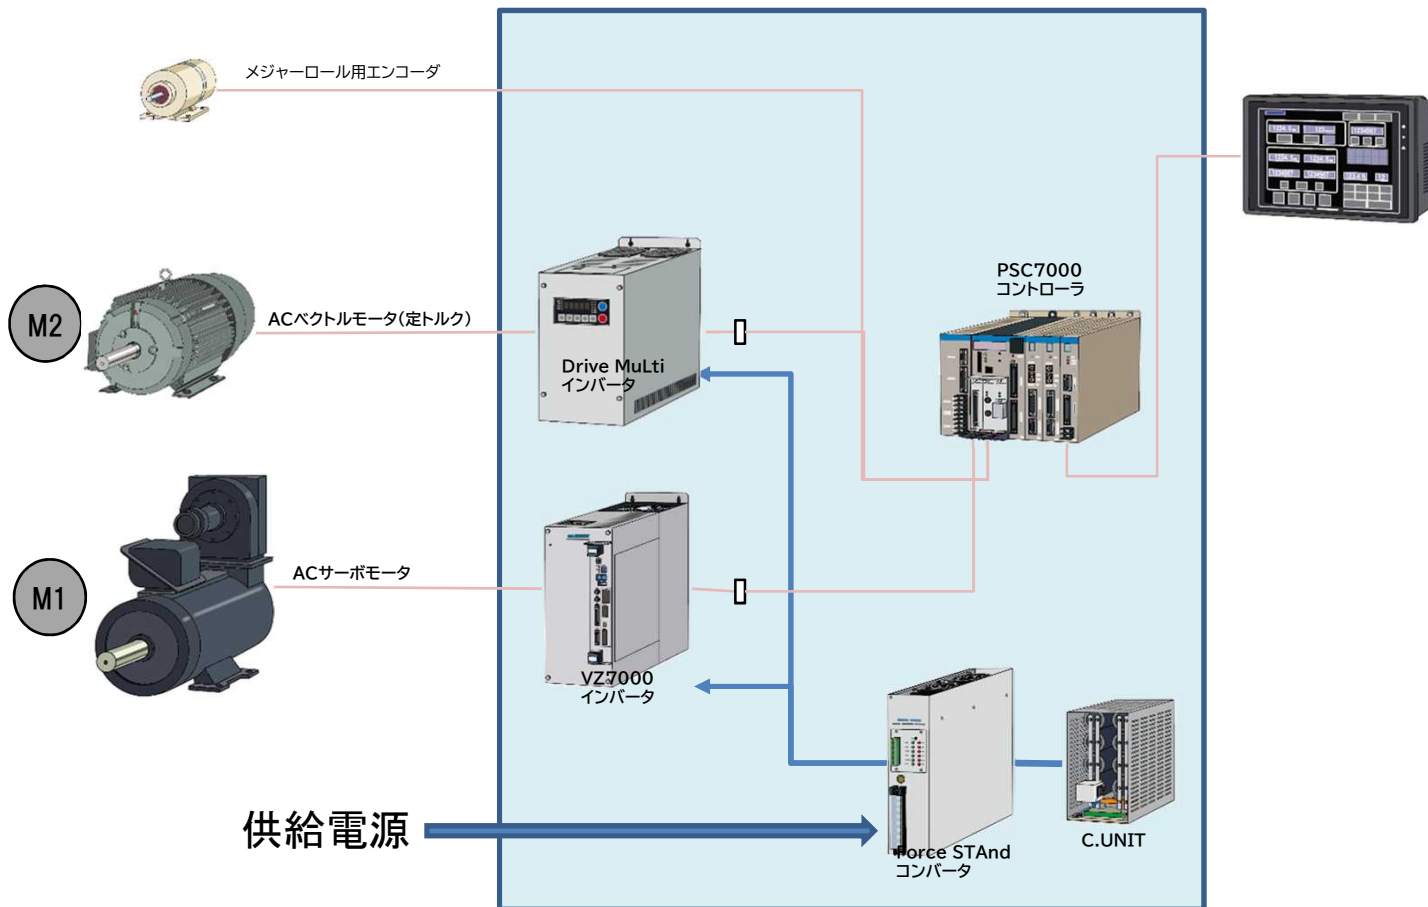 メジャーロール用エンコーダ
M2
ACベクトルモータ(定トルク)
Drive MuLti
インバータ
PSC7000
コントローラ
M1
ACサーボモータ
VZ7000
インバータ
供給電源
Force STAnd
コンバータ
C.UNIT